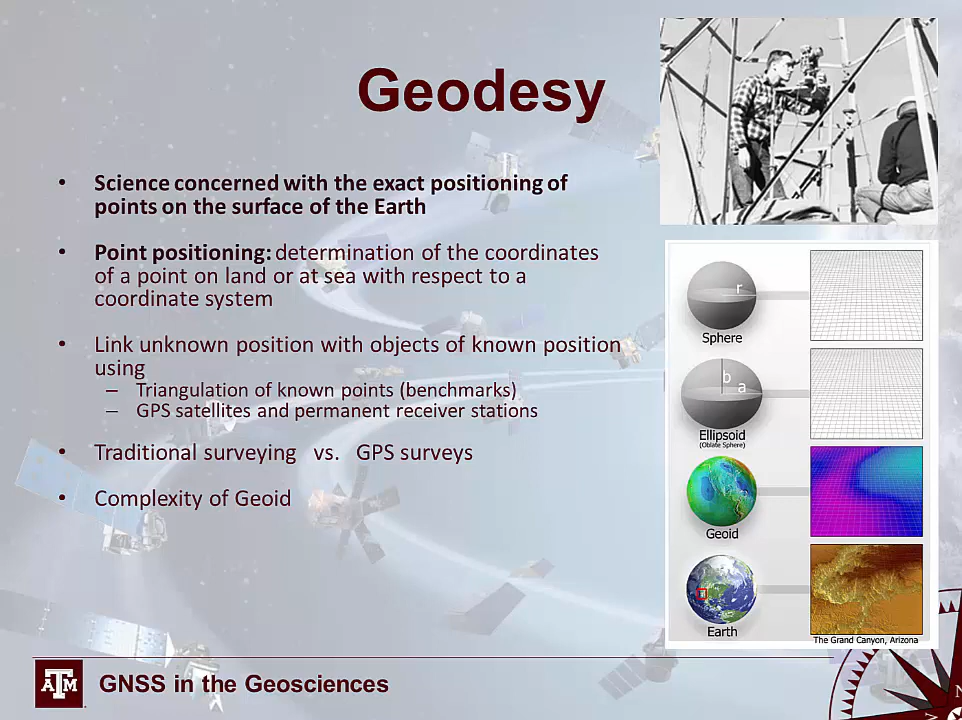 Geodesy
• Science concerned with the exact positioning of
points on the surface of the Earth
• Point positioning: determination of the coordinates
of a point on land or at sea with respect to a
coordinate system
• Link unknown position with objects of known position
using
– Triangulation of known points (benchmarks)
– GPS satellites and permanent receiver stations
• Traditional surveying vs. GPS surveys
• Complexity of Geoid
r
Sphere
b
a
Ellipsoid
(Oblate Sphere)
Geoid
Earth
The Grand Canyon, Arizona
ATM
GNSS in the Geosciences
N